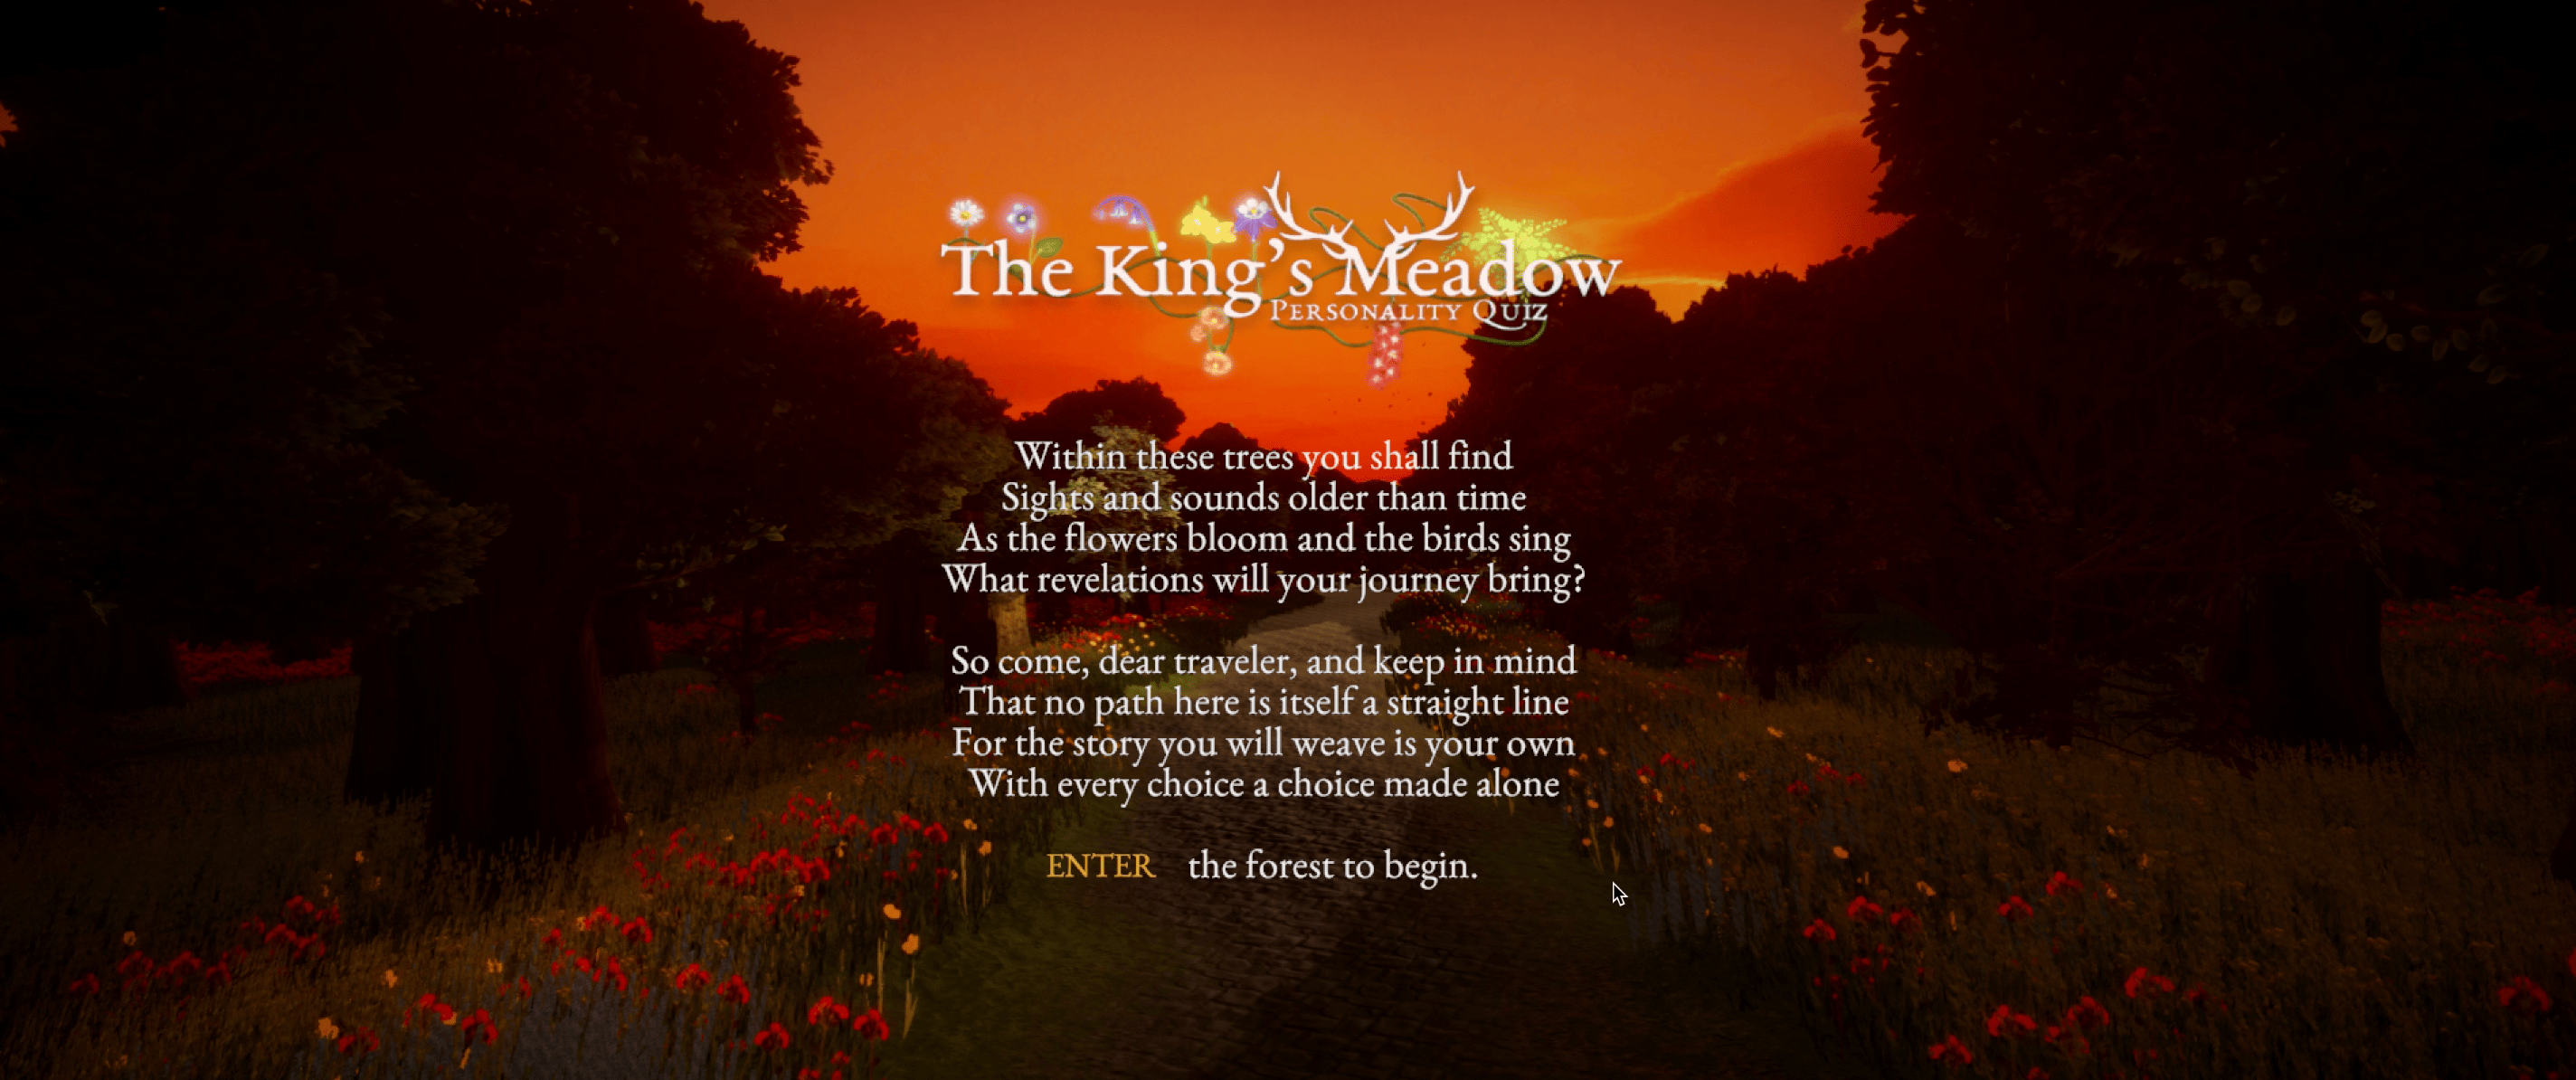 The King's Meadow
Personality Quiz
Within these trees you shall find
Sights and sounds older than time
As the flowers bloom and the birds sing
What revelations will your journey bring?
So come, dear traveler, and keep in mind
That no path here is itself a straight line
For the story you will weave is your own
With every choice a choice made alone
ENTER the forest to begin.